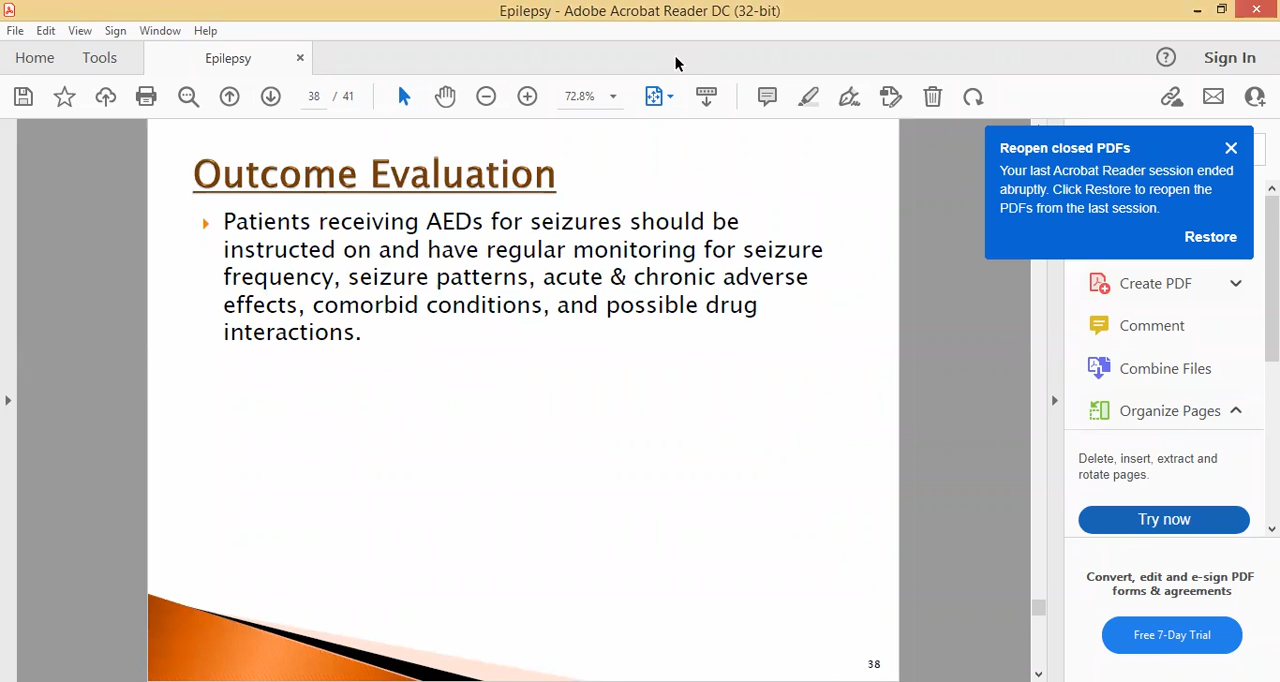 Epilepsy - Adobe Acrobat Reader DC (32-bit)
File Edit View Sign Window Help
Home Tools Epilepsy Sign In
38 / 41 72.8%
Reopen closed PDFs
Your last Acrobat Reader session ended
abruptly. Click Restore to reopen the
PDFs from the last session.
Restore
Outcome Evaluation
Patients receiving AEDs for seizures should be
instructed on and have regular monitoring for seizure
frequency, seizure patterns, acute & chronic adverse
effects, comorbid conditions, and possible drug
interactions.
38
Create PDF
Comment
Combine Files
Organize Pages
Delete, insert, extract and
rotate pages.
Try now
Convert, edit and e-sign PDF
forms & agreements
Free 7-Day Trial